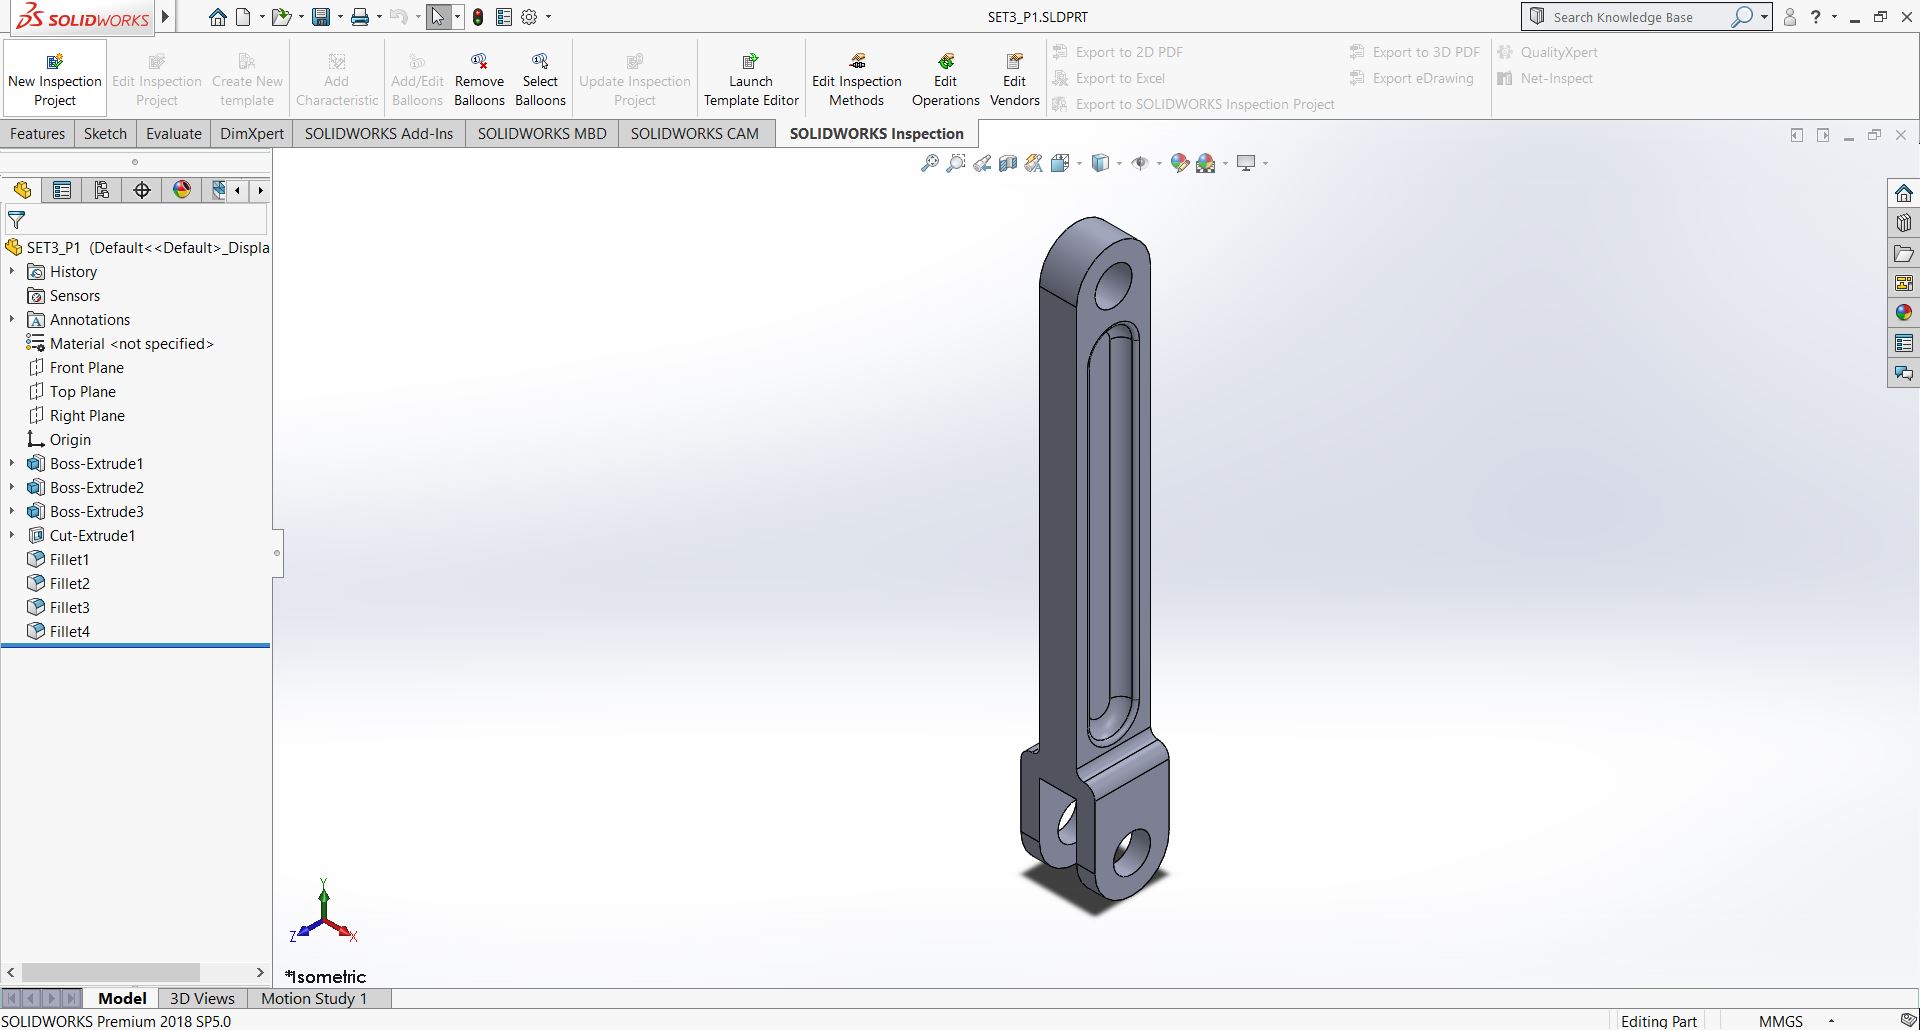 SOLIDWORKS
SET3_P1.SLDPRT
Search Knowledge Base
New Inspection Project
Edit Inspection Project
Create New template
Add Characteristic
Add/Edit Balloons
Remove Balloons
Select Balloons
Update Inspection Project
Launch Template Editor
Edit Inspection Methods
Edit Operations
Edit Vendors
Export to 2D PDF
Export to Excel
Export to SOLIDWORKS Inspection Project
Export to 3D PDF
Export eDrawing
QualityXpert
Net-Inspect
Features
Sketch
Evaluate
DimXpert
SOLIDWORKS Add-Ins
SOLIDWORKS MBD
SOLIDWORKS CAM
SOLIDWORKS Inspection
SET3_P1 (Default<<Default>_Displa
History
Sensors
Annotations
Material <not specified>
Front Plane
Top Plane
Right Plane
Origin
Boss-Extrude1
Boss-Extrude2
Boss-Extrude3
Cut-Extrude1
Fillet1
Fillet2
Fillet3
Fillet4
Y
Z
X
*Isometric
Model
3D Views
Motion Study 1
SOLIDWORKS Premium 2018 SP5.0
Editing Part
MMGS